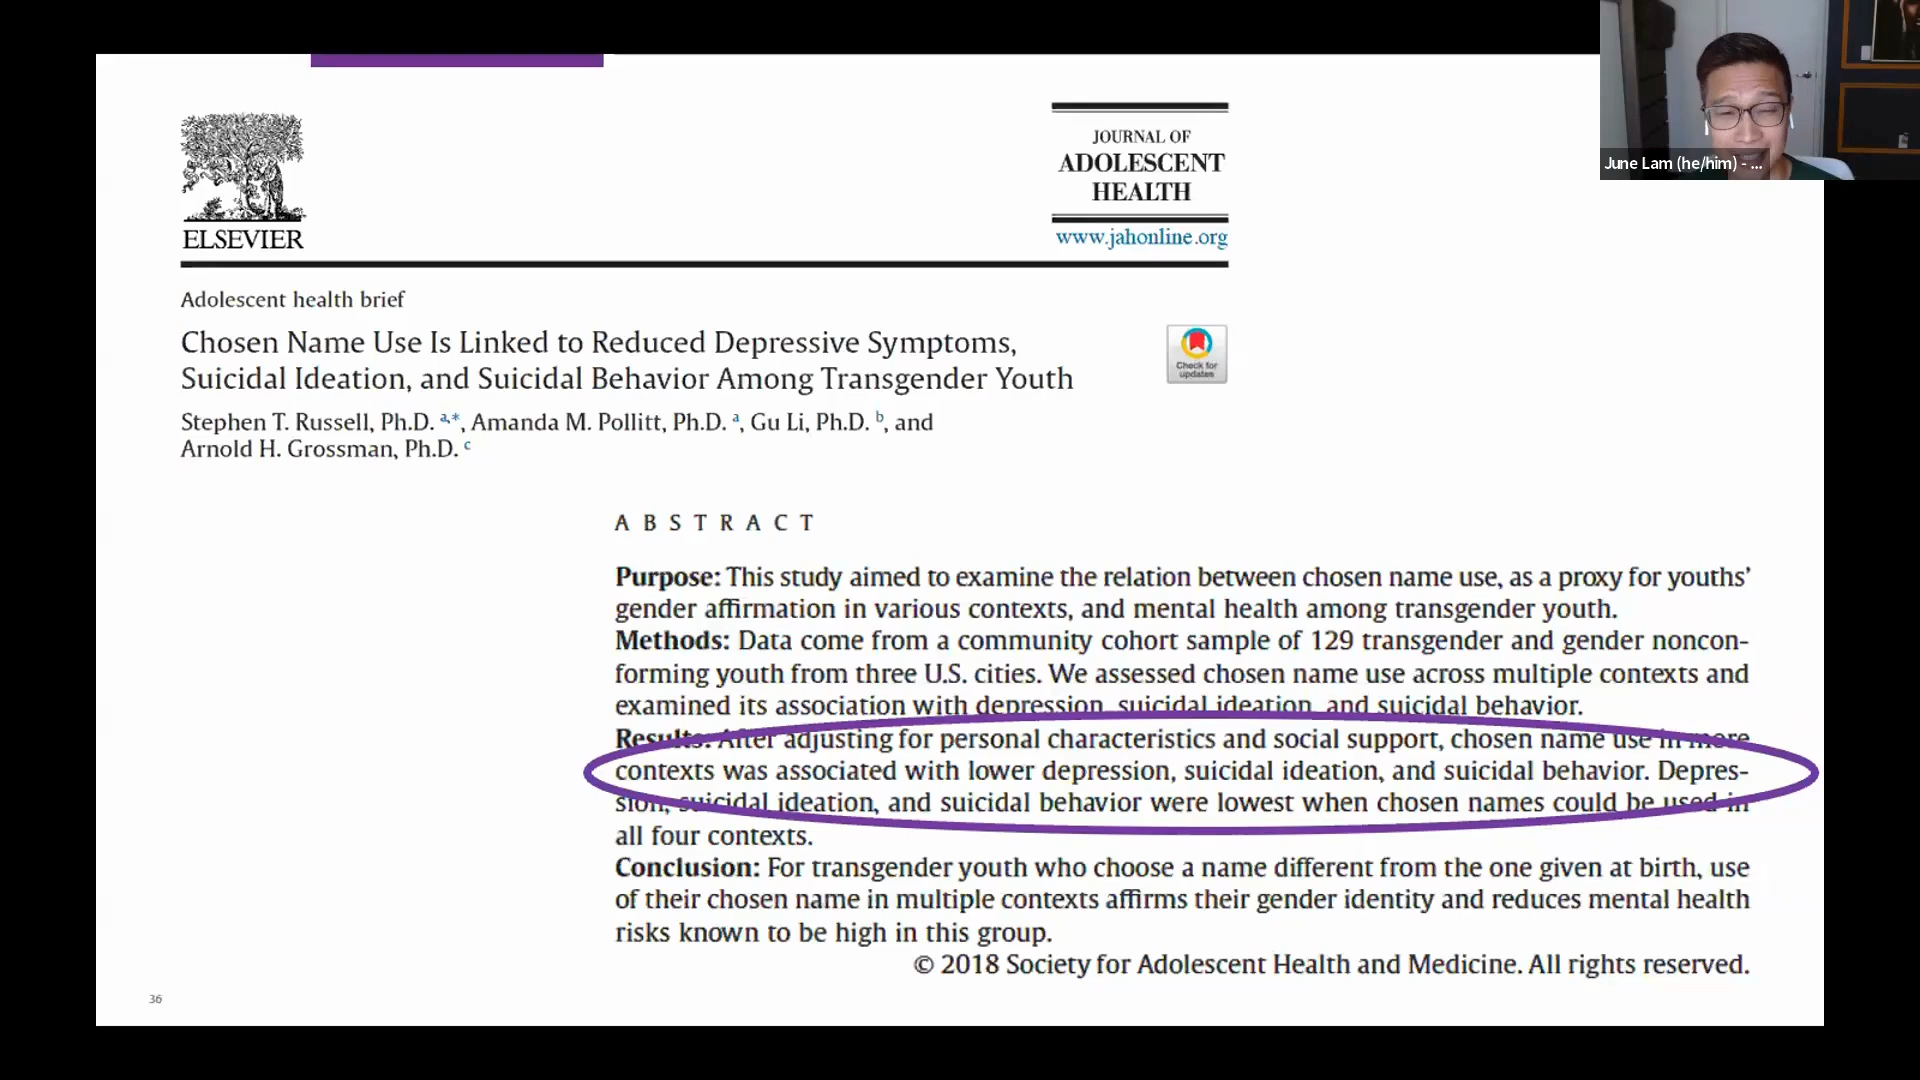 June Lam (he/him) - ...
ELSEVIER
JOURNAL OF
ADOLESCENT
HEALTH
www.jahonline.org
Adolescent health brief
Chosen Name Use Is Linked to Reduced Depressive Symptoms,
Suicidal Ideation, and Suicidal Behavior Among Transgender Youth
Check for
updates
Stephen T. Russell, Ph.D. a,*, Amanda M. Pollitt, Ph.D. a, Gu Li, Ph.D. b, and
Arnold H. Grossman, Ph.D. c
ABSTRACT
Purpose: This study aimed to examine the relation between chosen name use, as a proxy for youths’
gender affirmation in various contexts, and mental health among transgender youth.
Methods: Data come from a community cohort sample of 129 transgender and gender noncon-
forming youth from three U.S. cities. We assessed chosen name use across multiple contexts and
examined its association with depression, suicidal ideation, and suicidal behavior.
Results: After adjusting for personal characteristics and social support, chosen name use in more
contexts was associated with lower depression, suicidal ideation, and suicidal behavior. Depres-
sion, suicidal ideation, and suicidal behavior were lowest when chosen names could be used in
all four contexts.
Conclusion: For transgender youth who choose a name different from the one given at birth, use
of their chosen name in multiple contexts affirms their gender identity and reduces mental health
risks known to be high in this group.
© 2018 Society for Adolescent Health and Medicine. All rights reserved.
36